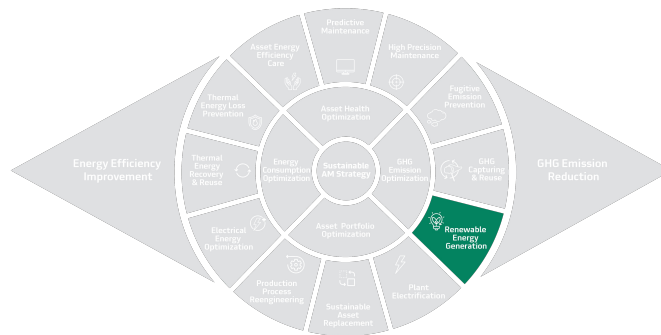 Predictive
Maintenance
Asset Energy
Efficiency
Care
High Precision
Maintenance
Thermal
Energy Loss
Prevention
Fugitive
Emission
Prevention
Asset Health
Optimization
Energy Efficiency
Improvement
Thermal
Energy
Recovery
& Reuse
Energy
Consumption
Optimization
Sustainable
AM Strategy
GHG
Emission
Optimization
GHG
Capturing
& Reuse
GHG Emission
Reduction
Electrical
Energy
Optimization
Asset Portfolio
Optimization
Renewable
Energy
Generation
Production
Process
Reengineering
Sustainable
Asset
Replacement
Plant
Electrification